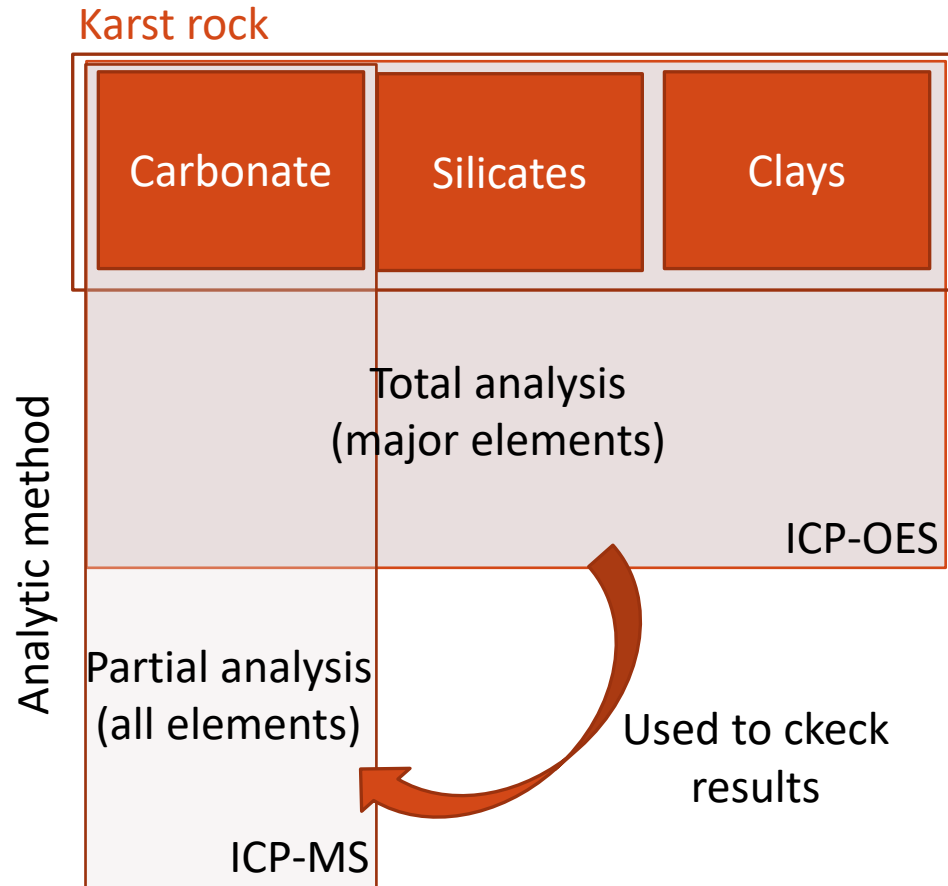 Karst rock
Carbonate
Silicates
Clays
Analytic method
Total analysis
(major elements)
ICP-OES
Partial analysis
(all elements)
Used to ckeck
results
ICP-MS